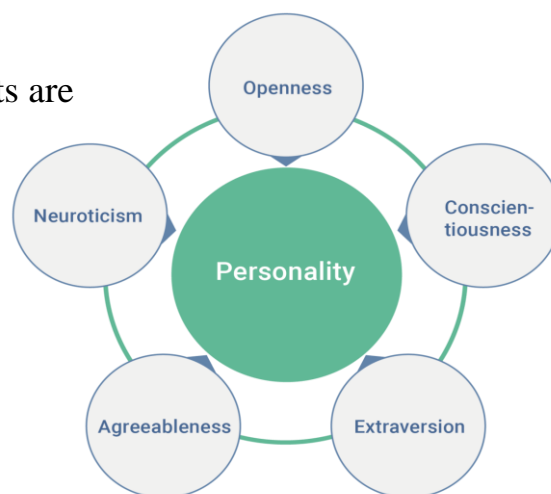 ts are
Openness
Neuroticism
Conscien-
tiousness
Personality
Agreeableness
Extraversion